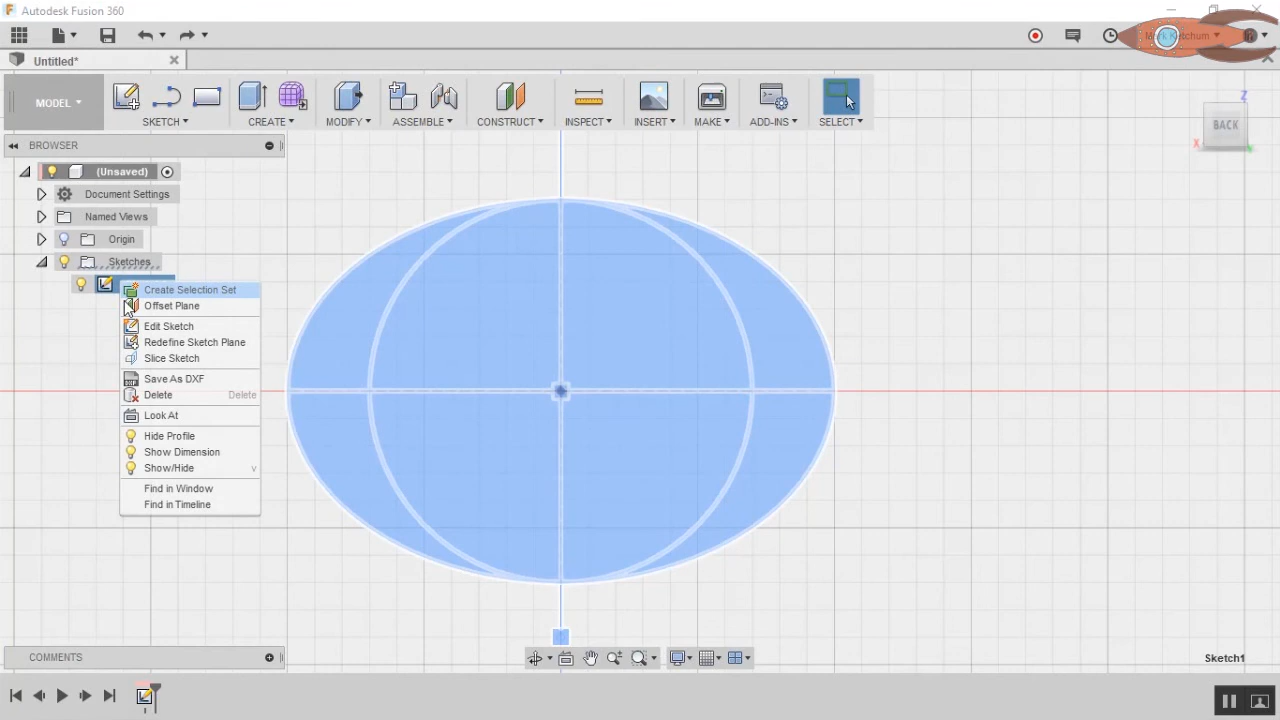 Autodesk Fusion 360
Mark Ketchum
Untitled*
MODEL
SKETCH
CREATE
MODIFY
ASSEMBLE
CONSTRUCT
INSPECT
INSERT
MAKE
ADD-INS
SELECT
BROWSER
(Unsaved)
Document Settings
Named Views
Origin
Sketches
Create Selection Set
Offset Plane
Edit Sketch
Redefine Sketch Plane
Slice Sketch
Save As DXF
Delete Delete
Look At
Hide Profile
Show Dimension
Show/Hide v
Find in Window
Find in Timeline
Z
BACK
X
Y
COMMENTS
Sketch1